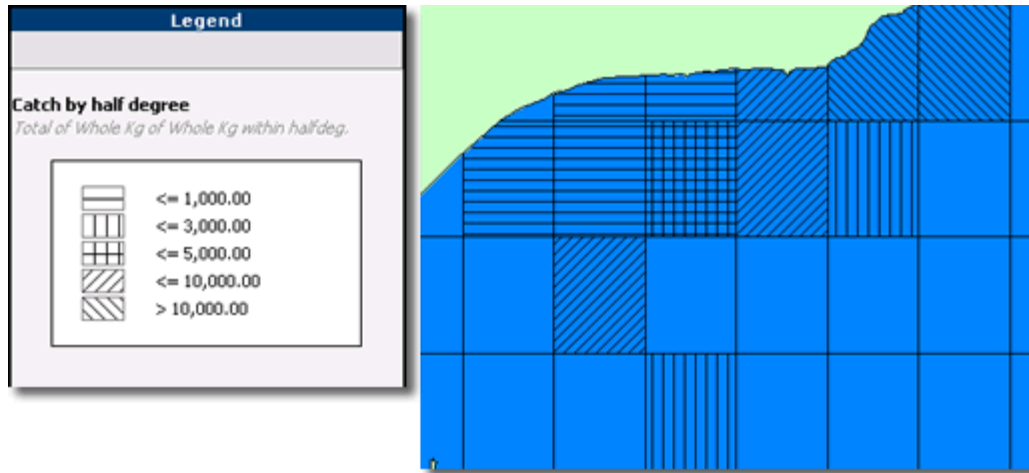 Legend
Catch by half degree
Total of Whole Kg of Whole Kg within halfdeg.
<= 1,000.00
<= 3,000.00
<= 5,000.00
<= 10,000.00
> 10,000.00